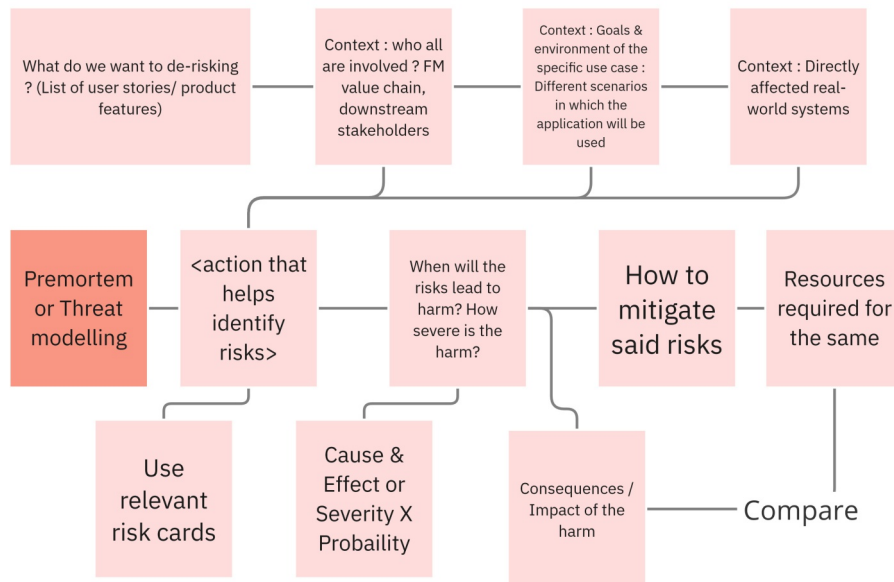 What do we want to de-risking
? (List of user stories/ product
features)
Context : who all
are involved ? FM
value chain,
downstream
stakeholders
Context : Goals &
environment of the
specific use case :
Different scenarios
in which the
application will be
used
Context : Directly
affected real-
world systems
Premortem
or Threat
modelling
<action that
helps
identify
risks>
When will the
risks lead to
harm? How
severe is the
harm?
How to
mitigate
said risks
Resources
required for
the same
Use
relevant
risk cards
Cause &
Effect or
Severity X
Probaility
Consequences /
Impact of the
harm
Compare